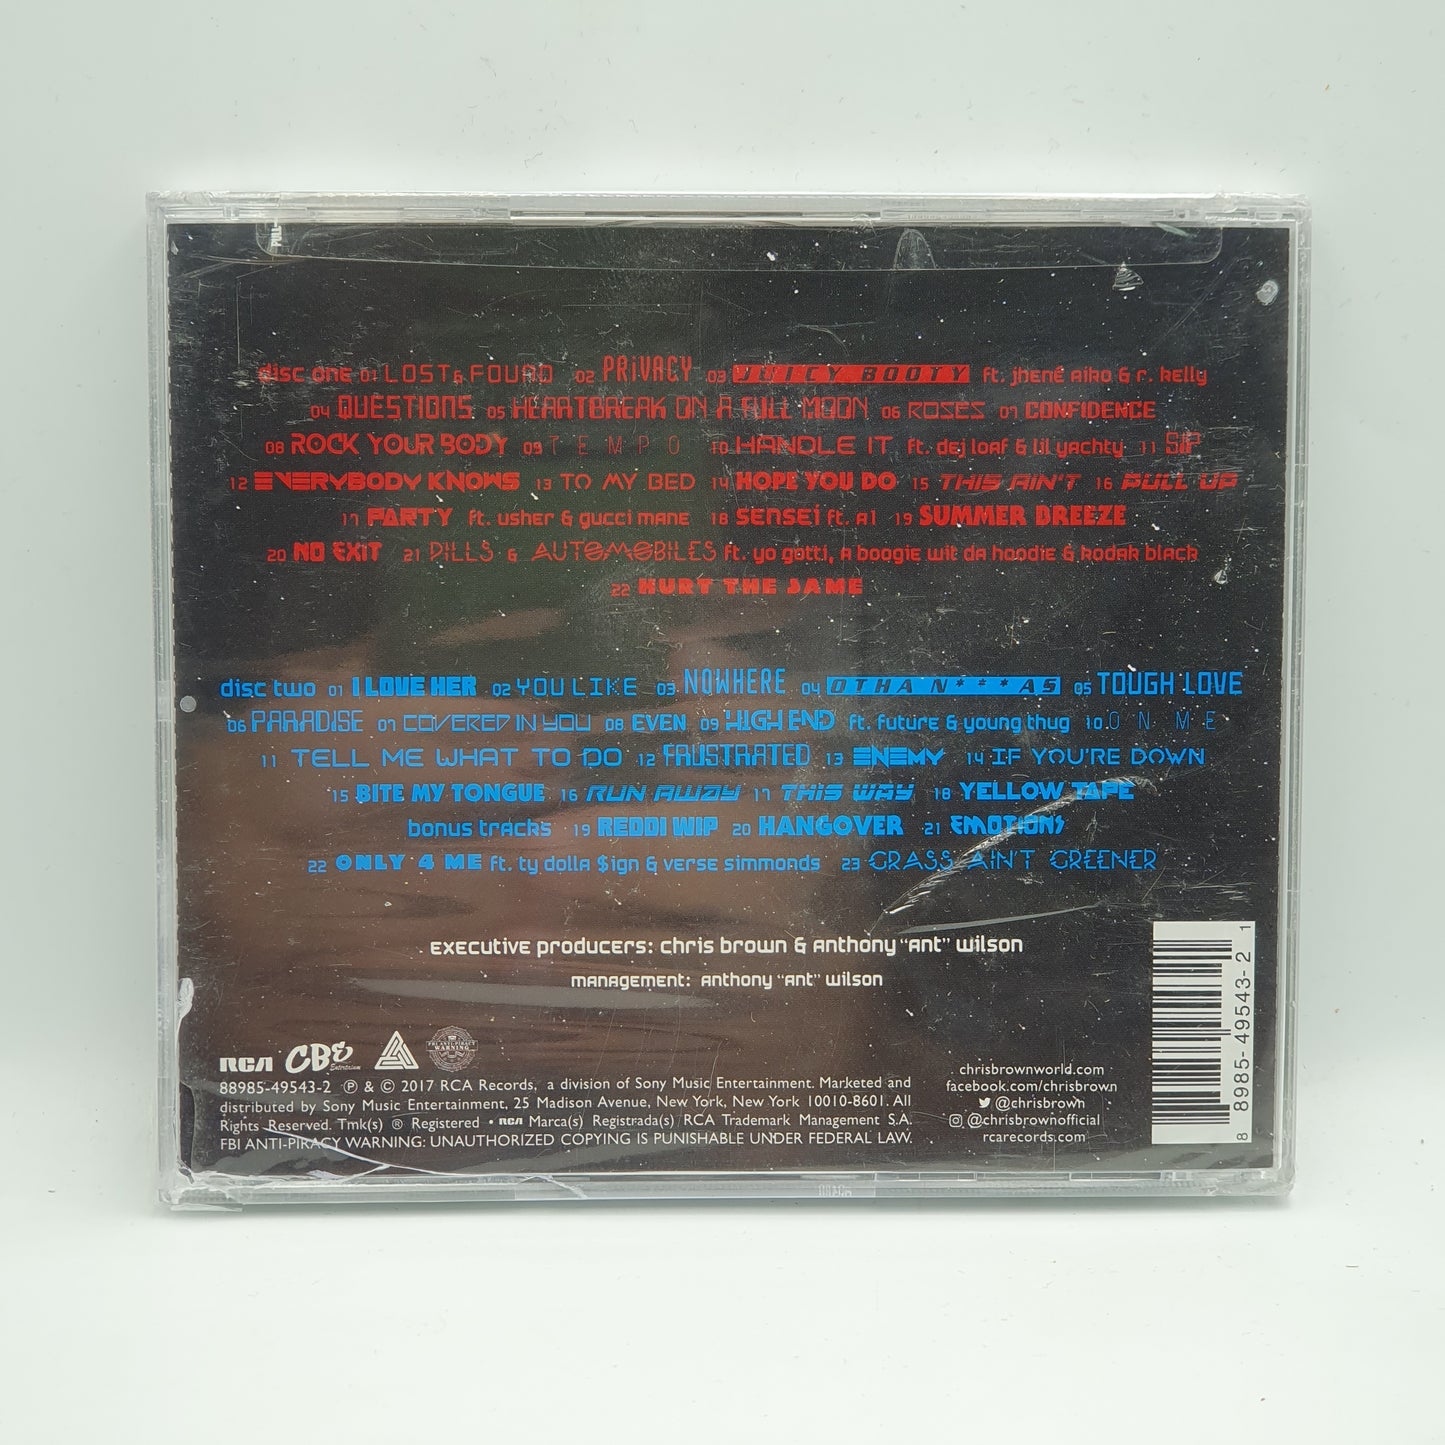 PULL
disc one 01 LOST & FOUND 02 PRiVACY 03 JUICY BOOTY ft. jhené aiko & r. kelly
04 QUESTIONS 05 HEARTBREAK ON A FULL MOON 06 ROSES 07 CONFIDENCE
08 ROCK YOUR BODY 09 TEMPO 10 HANDLE IT ft. dej loaf & lil yachty 11 SIP
12 EVERYBODY KNOWS 13 TO MY BED 14 HOPE YOU DO 15 THIS AIN'T 16 PULL UP
17 PARTY ft. usher & gucci mane 18 sensei ft. a1 19 SUMMER BREEZE
20 NO EXIT 21 PILLS & AUTOMOBILES ft. yo gotti, a boogie wit da hoodie & kodak black
22 HURT THE SAME
disc two 01 I LOVE HER 02 YOU LIKE 03 NOWHERE 04 OTHA N****AS 05 TOUGH LOVE
06 PARADISE 07 COVERED IN YOU 08 EVEN 09 HIGH END ft. future & young thug 10. ON ME
11 TELL ME WHAT TO DO 12 FRUSTRATED 13 ENEMY 14 IF YOU'RE DOWN
15 BITE MY TONGUE 16 RUN AWAY 17 THIS WAY 18 YELLOW TAPE
bonus tracks 19 REDDI WIP 20 HANGOVER 21 EMOTIONS
22 ONLY 4 ME ft. ty dolla $ign & verse simmonds 23 GRASS AIN'T GREENER
executive producers: chris brown & anthony “ant” wilson
management: anthony “ant” wilson
RCA CBE Entertainment
FBI ANTI-PIRACY WARNING
88985-49543-2 ℗ & © 2017 RCA Records, a division of Sony Music Entertainment. Marketed and
distributed by Sony Music Entertainment, 25 Madison Avenue, New York, New York 10010-8601. All
Rights Reserved. Tmk(s) ® Registered • RCA Marca(s) Registrada(s) RCA Trademark Management S.A.
FBI ANTI-PIRACY WARNING: UNAUTHORIZED COPYING IS PUNISHABLE UNDER FEDERAL LAW.
chrisbrownworld.com
facebook.com/chrisbrown
@chrisbrown
@chrisbrownofficial
rcarecords.com
8 8985-49543-2 1